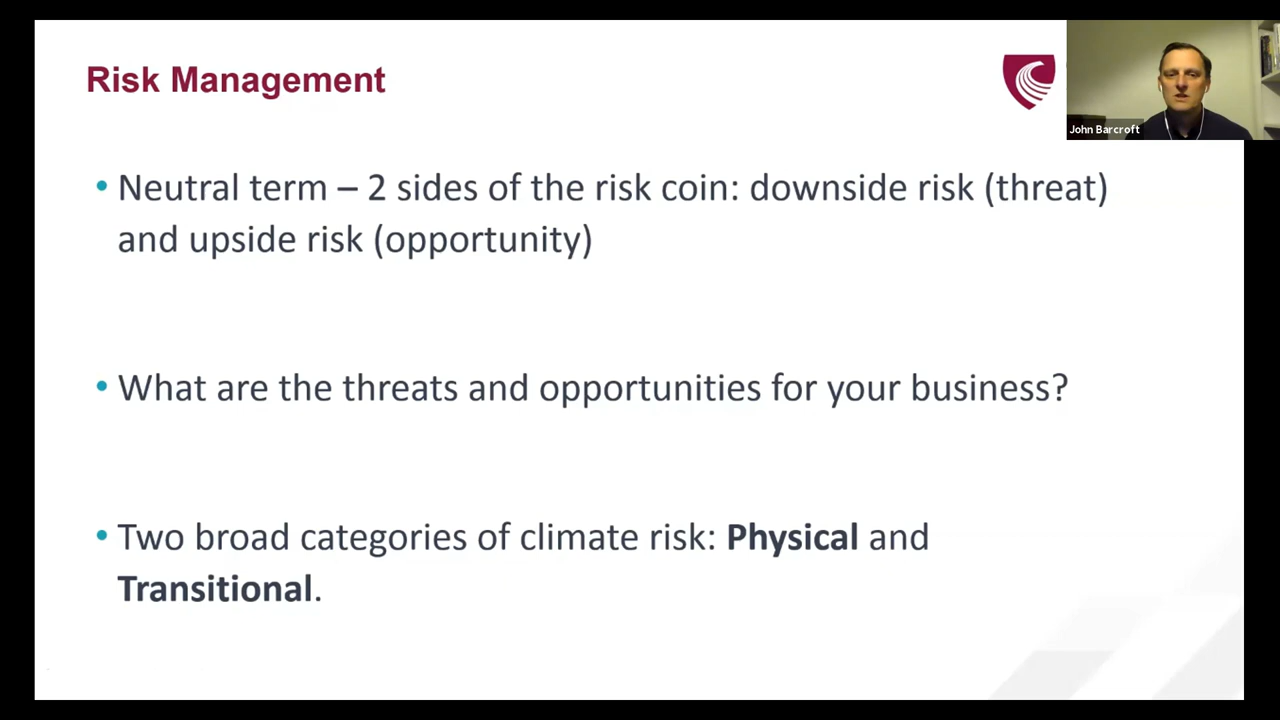 Risk Management
John Barcroft
• Neutral term – 2 sides of the risk coin: downside risk (threat)
and upside risk (opportunity)
• What are the threats and opportunities for your business?
• Two broad categories of climate risk: Physical and
Transitional.